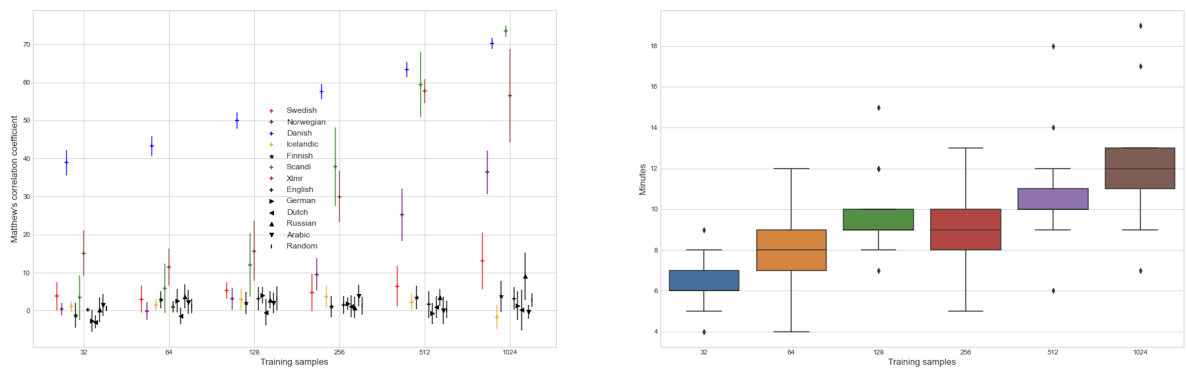 70
60
50
40
30
20
10
0
Matthew's correlation coefficient
Swedish
Norwegian
Danish
Icelandic
Finnish
Scandi
Xlmr
English
German
Dutch
Russian
Arabic
Random
32 64 128 256 512 1024
Training samples
18
16
14
12
10
8
6
4
Minutes
32 64 128 256 512 1024
Training samples